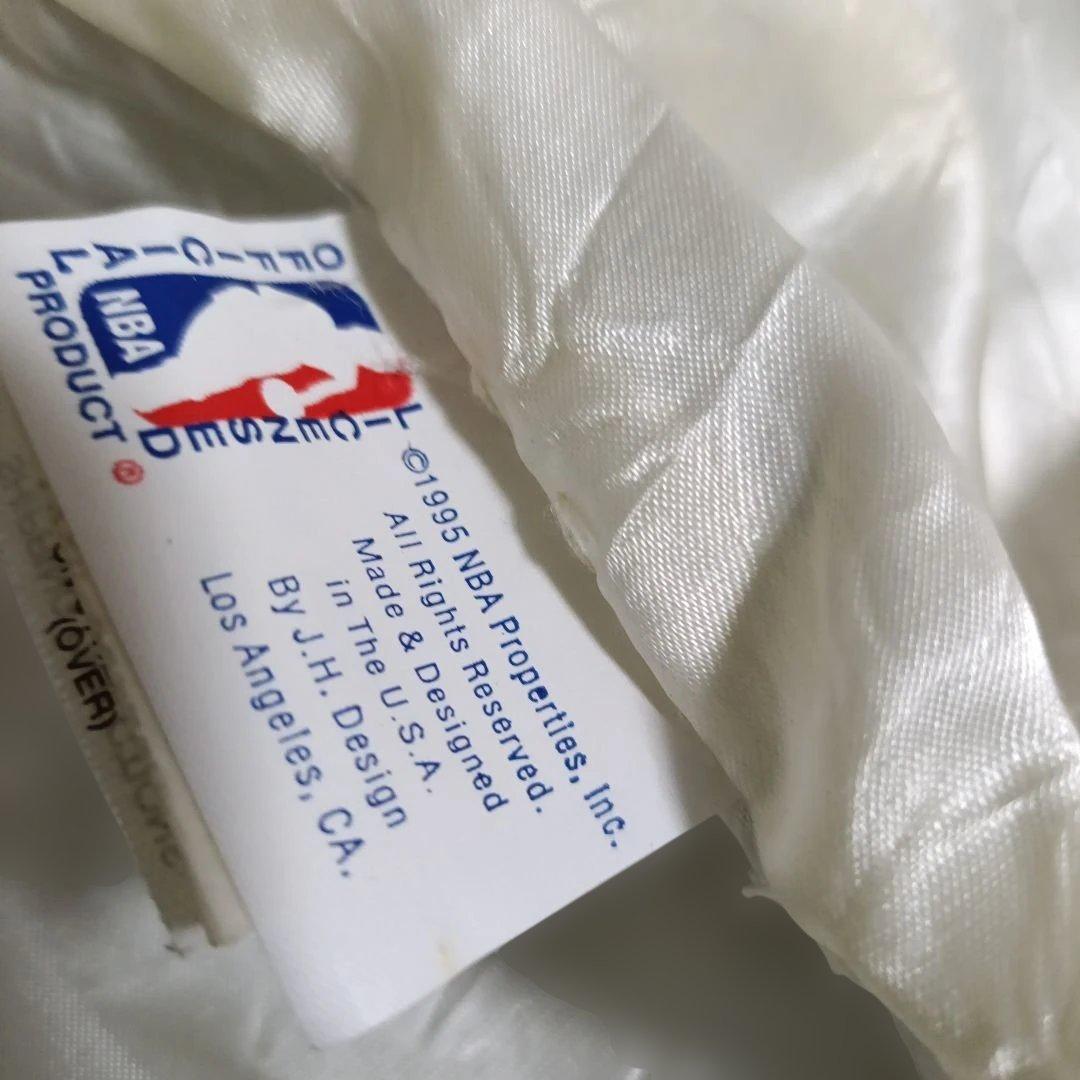 OFFICIAL
NBA
LICENSED
PRODUCT ®
©1995 NBA Properties, Inc.
All Rights Reserved.
Made & Designed
in The U.S.A.
By J.H. Design
Los Angeles, CA.
(OVER)